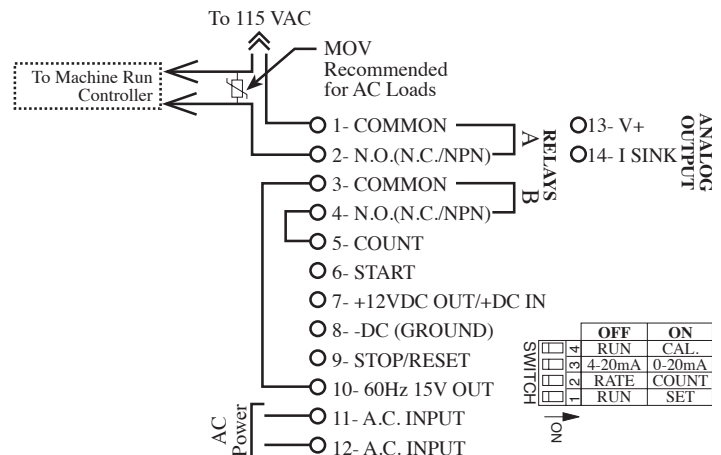 To 115 VAC
MOV
Recommended
for AC Loads
To Machine Run
Controller
1- COMMON
2- N.O.(N.C./NPN)
3- COMMON
4- N.O.(N.C./NPN)
5- COUNT
6- START
7- +12VDC OUT/+DC IN
8- -DC (GROUND)
9- STOP/RESET
10- 60Hz 15V OUT
11- A.C. INPUT
12- A.C. INPUT
AC
Power
A
B
RELAYS
13- V+
14- I SINK
ANALOG
OUTPUT
SWITCH
OFF ON
4 RUN CAL.
3 4-20mA 0-20mA
2 RATE COUNT
1 RUN SET
ON